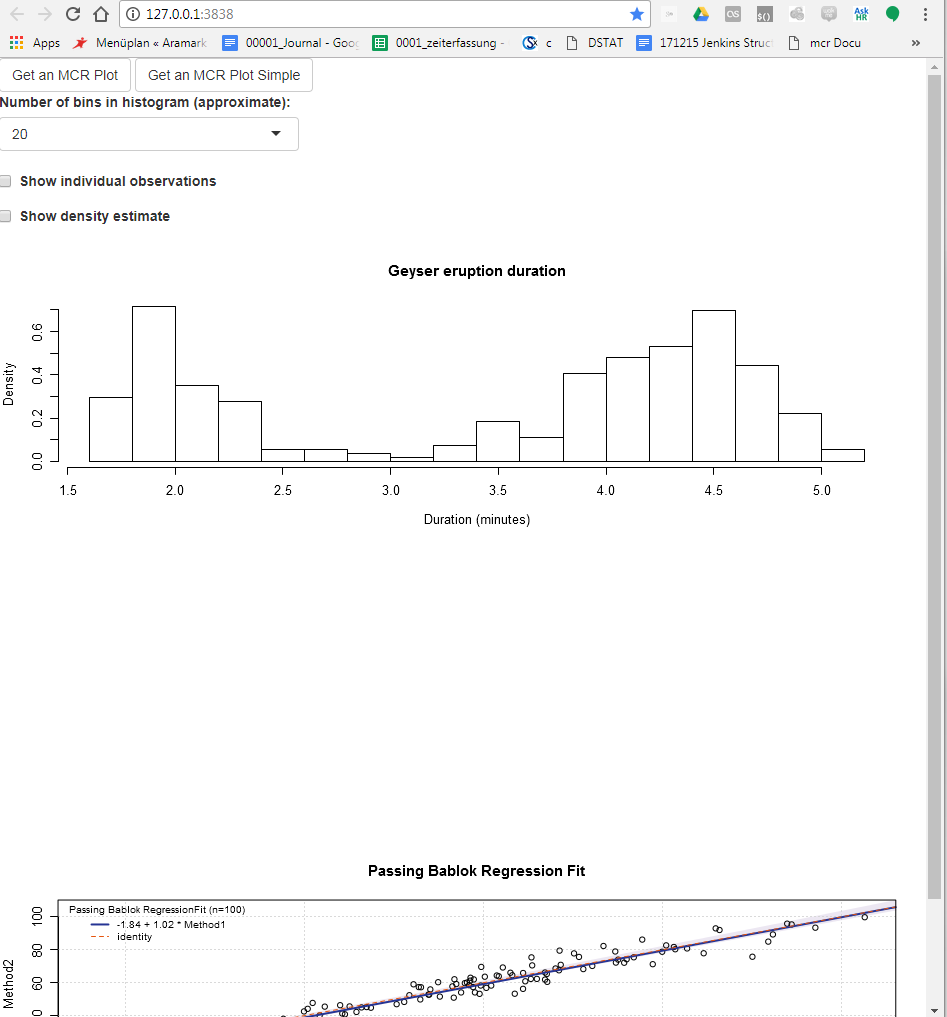 127.0.0.1:3838
Apps Menüplan « Aramark 00001_Journal - Goo 0001_zeiterfassung - c DSTAT 171215 Jenkins Struct mcr Docu »
Get an MCR Plot Get an MCR Plot Simple
Number of bins in histogram (approximate):
20
Show individual observations
Show density estimate
Geyser eruption duration
Density
0.0 0.2 0.4 0.6
1.5 2.0 2.5 3.0 3.5 4.0 4.5 5.0
Duration (minutes)
Passing Bablok Regression Fit
Passing Bablok RegressionFit (n=100)
-1.84 + 1.02 * Method1
identity
Method2
60 80 100